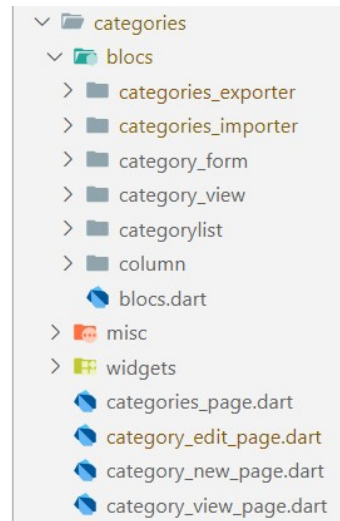 categories
blocs
categories_exporter
categories_importer
category_form
category_view
categorylist
column
blocs.dart
misc
widgets
categories_page.dart
category_edit_page.dart
category_new_page.dart
category_view_page.dart